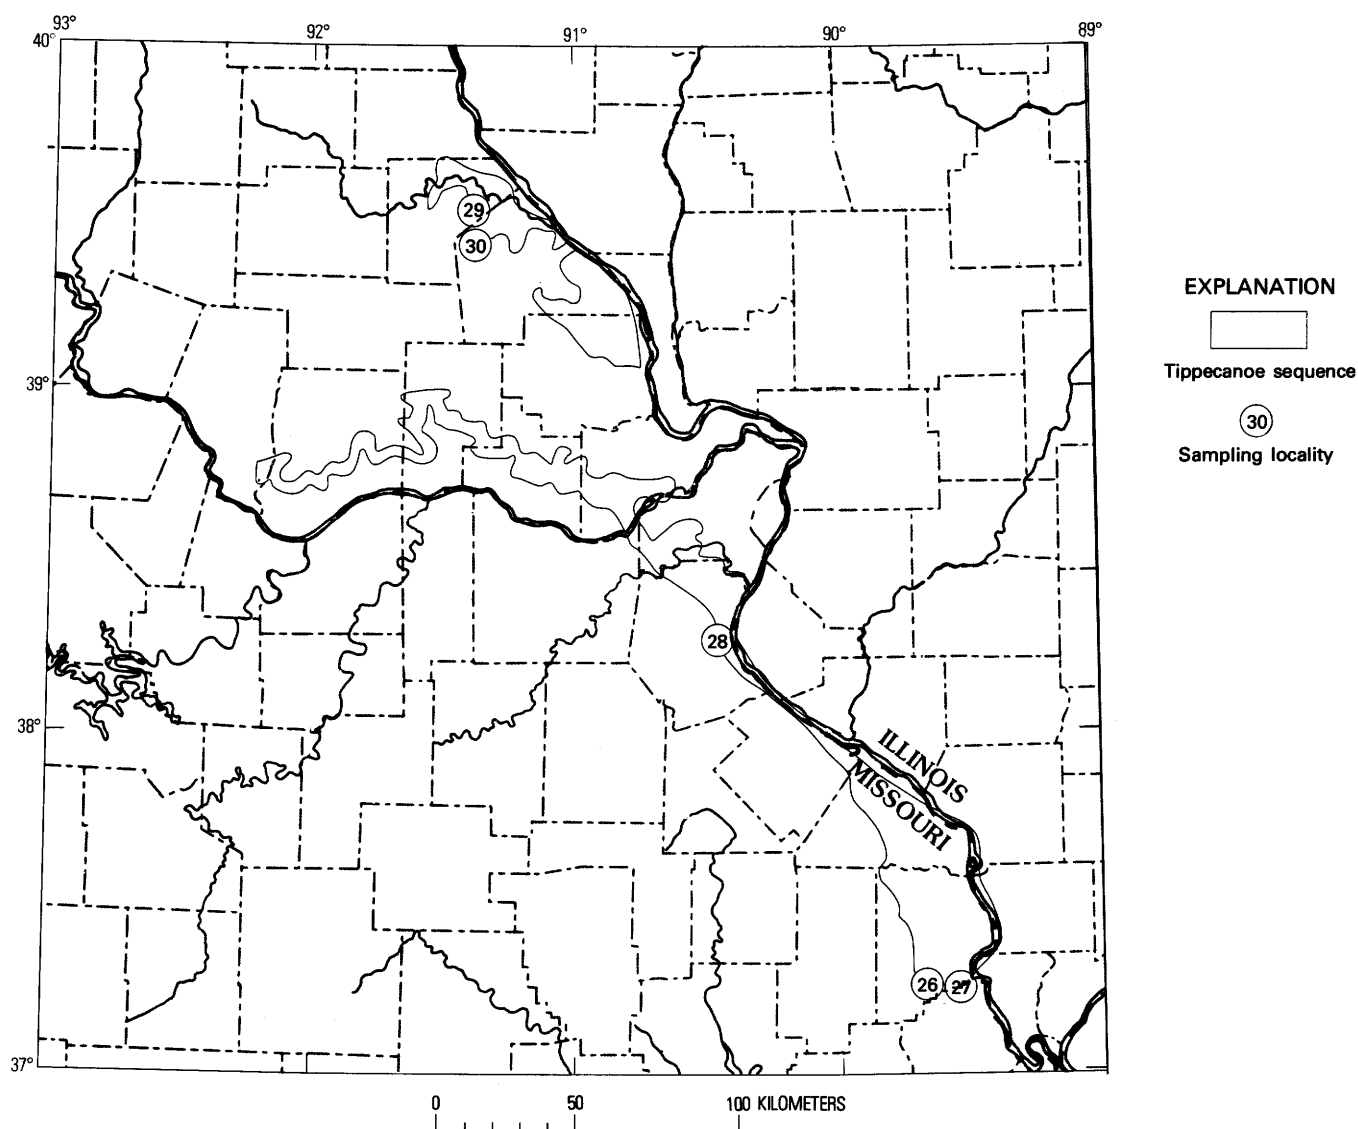 93°
92°
91°
90°
89°
40°
29
30
EXPLANATION
Tippecanoe sequence
39°
30
Sampling locality
28
38°
ILLINOIS
MISSOURI
26 27
37°
0 50 100 KILOMETERS